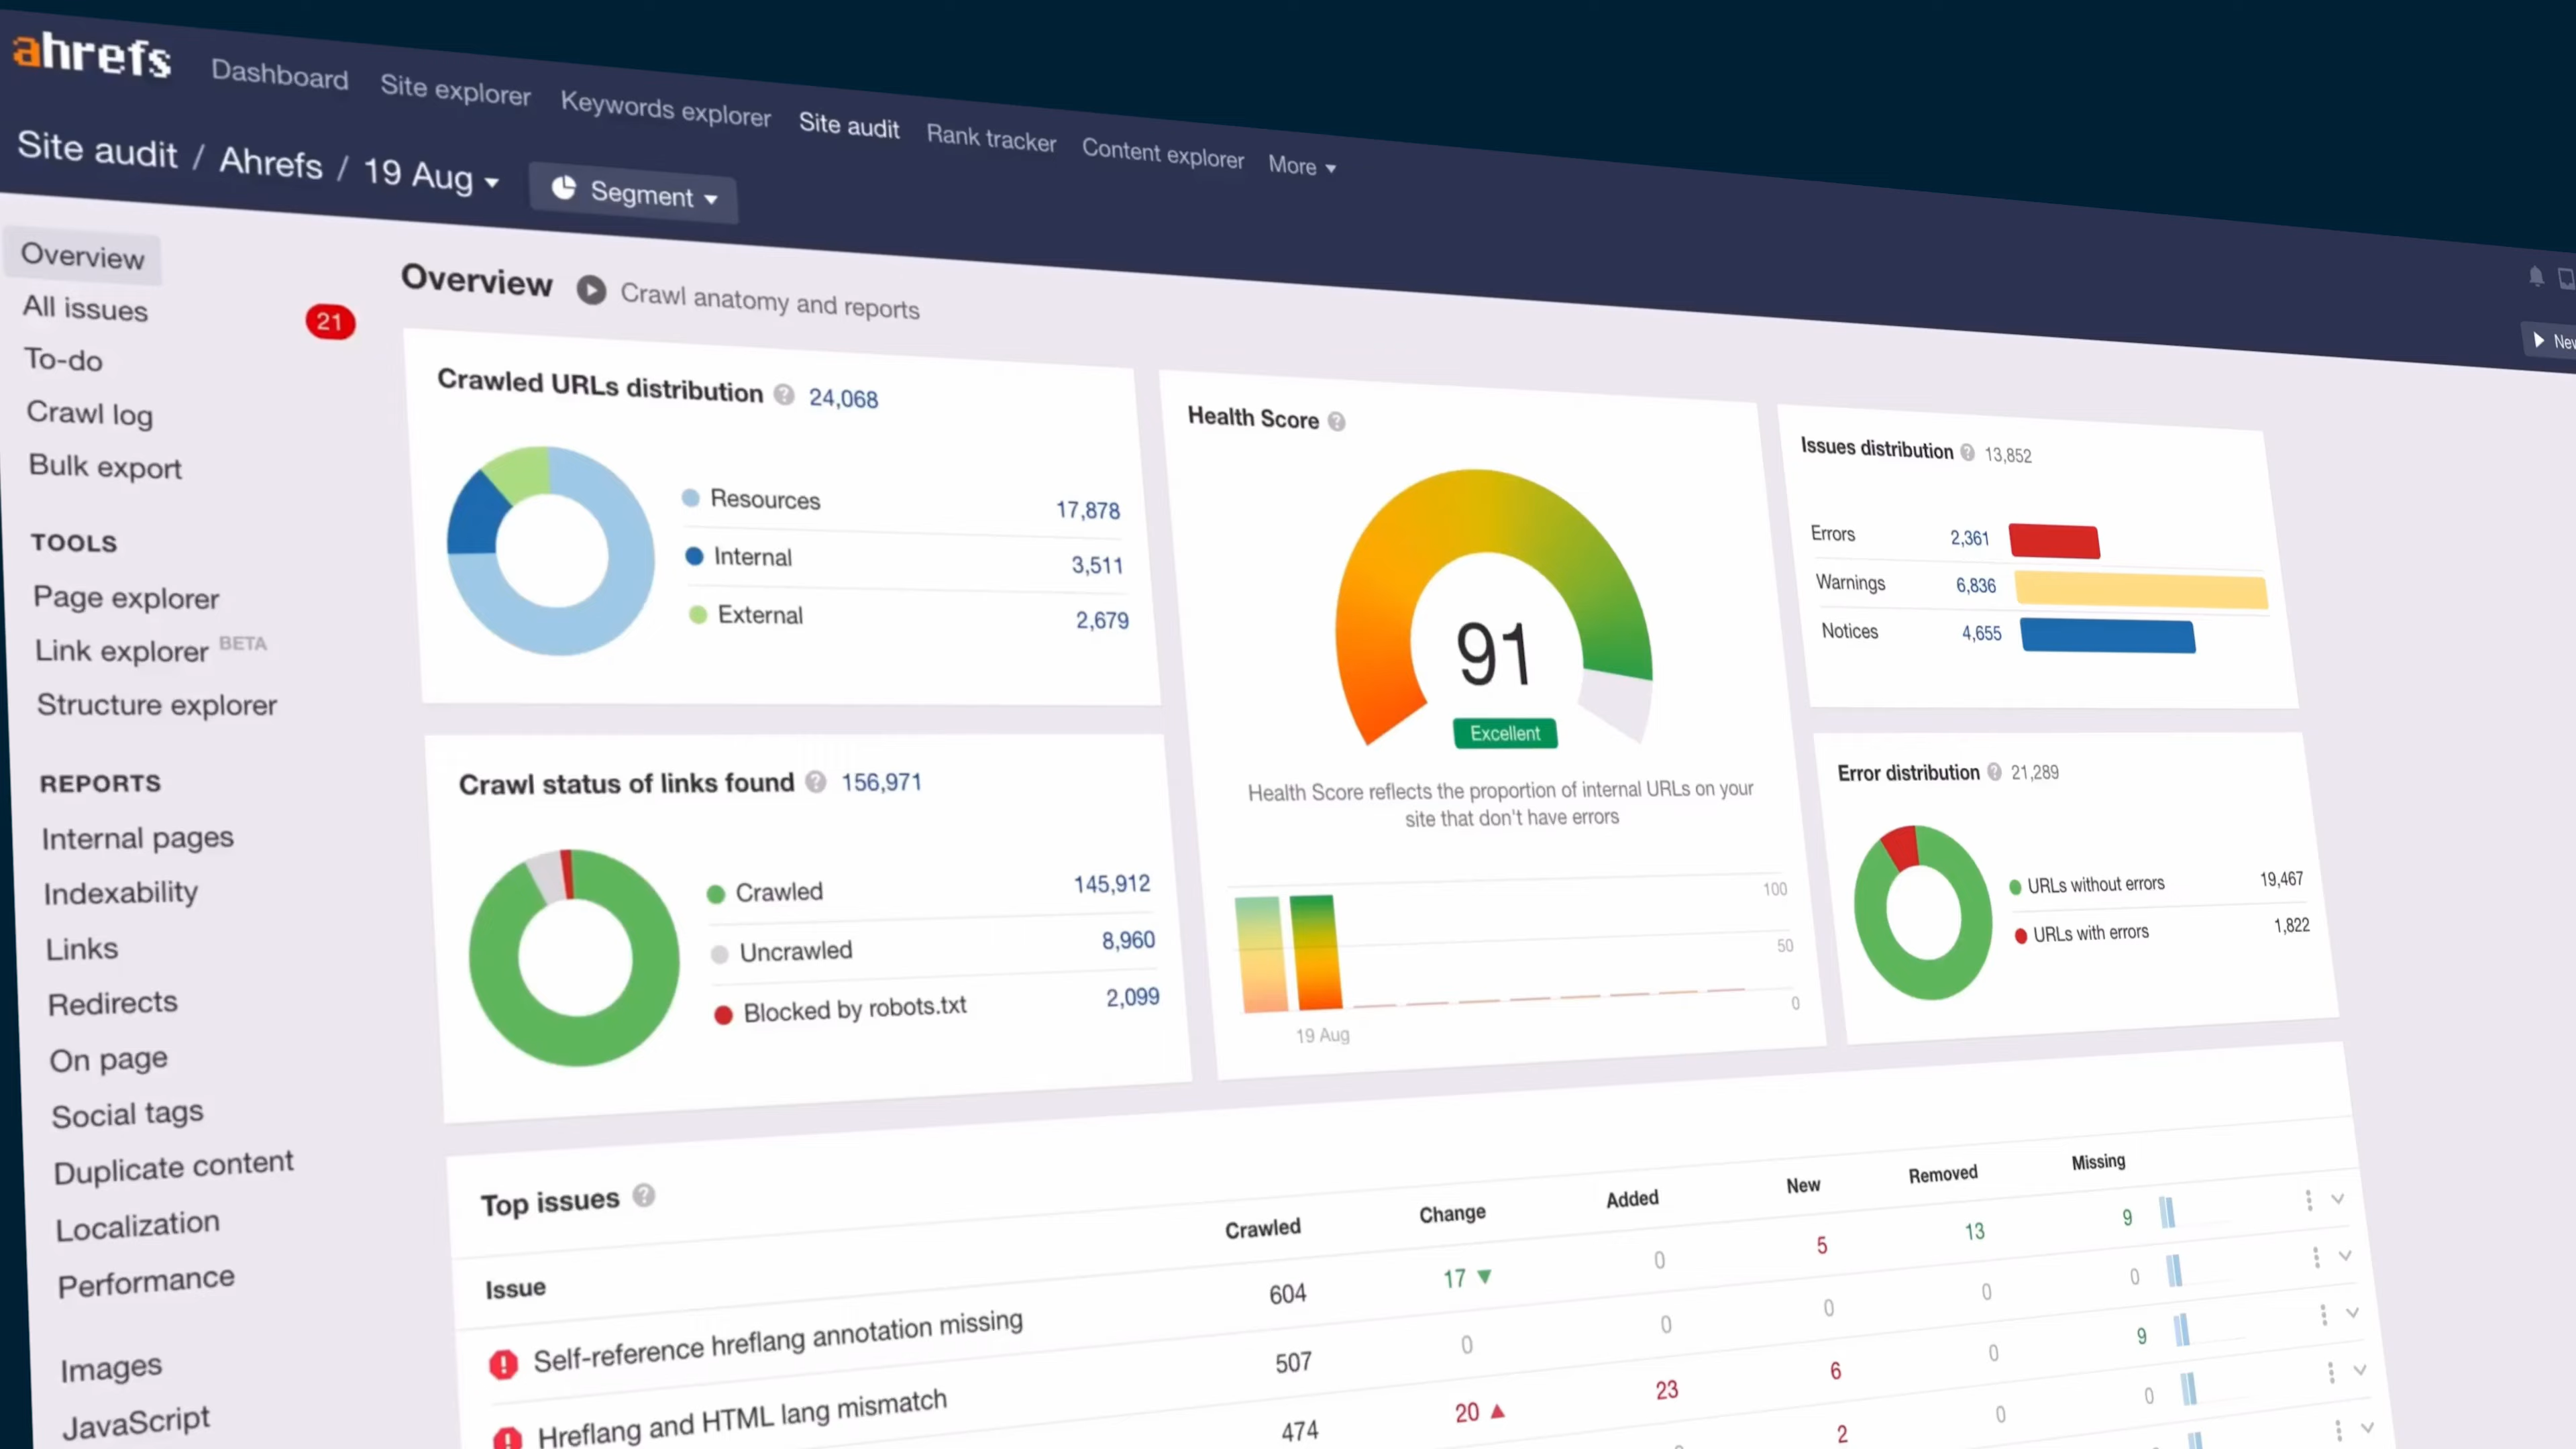 ahrefs
Dashboard Site explorer Keywords explorer Site audit Rank tracker Content explorer More
Site audit / Ahrefs / 19 Aug Segment
Overview
All issues 21
To-do
Crawl log
Bulk export
TOOLS
Page explorer
Link explorer BETA
Structure explorer
REPORTS
Internal pages
Indexability
Links
Redirects
On page
Social tags
Duplicate content
Localization
Performance
Images
JavaScript
Overview Crawl anatomy and reports
Crawled URLs distribution ? 24,068
Resources 17,878
Internal 3,511
External 2,679
Crawl status of links found ? 156,971
Crawled 145,912
Uncrawled 8,960
Blocked by robots.txt 2,099
Health Score ?
91
Excellent
Health Score reflects the proportion of internal URLs on your
site that don't have errors
100
50
0
19 Aug
Issues distribution ? 13,852
Errors 2,361
Warnings 6,836
Notices 4,655
Error distribution ? 21,289
URLs without errors 19,467
URLs with errors 1,822
Top issues ?
Issue Crawled Change Added New Removed Missing
Self-reference hreflang annotation missing 604 17 ▼ 0 5 13 9
Hreflang and HTML lang mismatch 507 0 0 0 0 0
474 20 ▲ 23 6 0 9
2 0 0